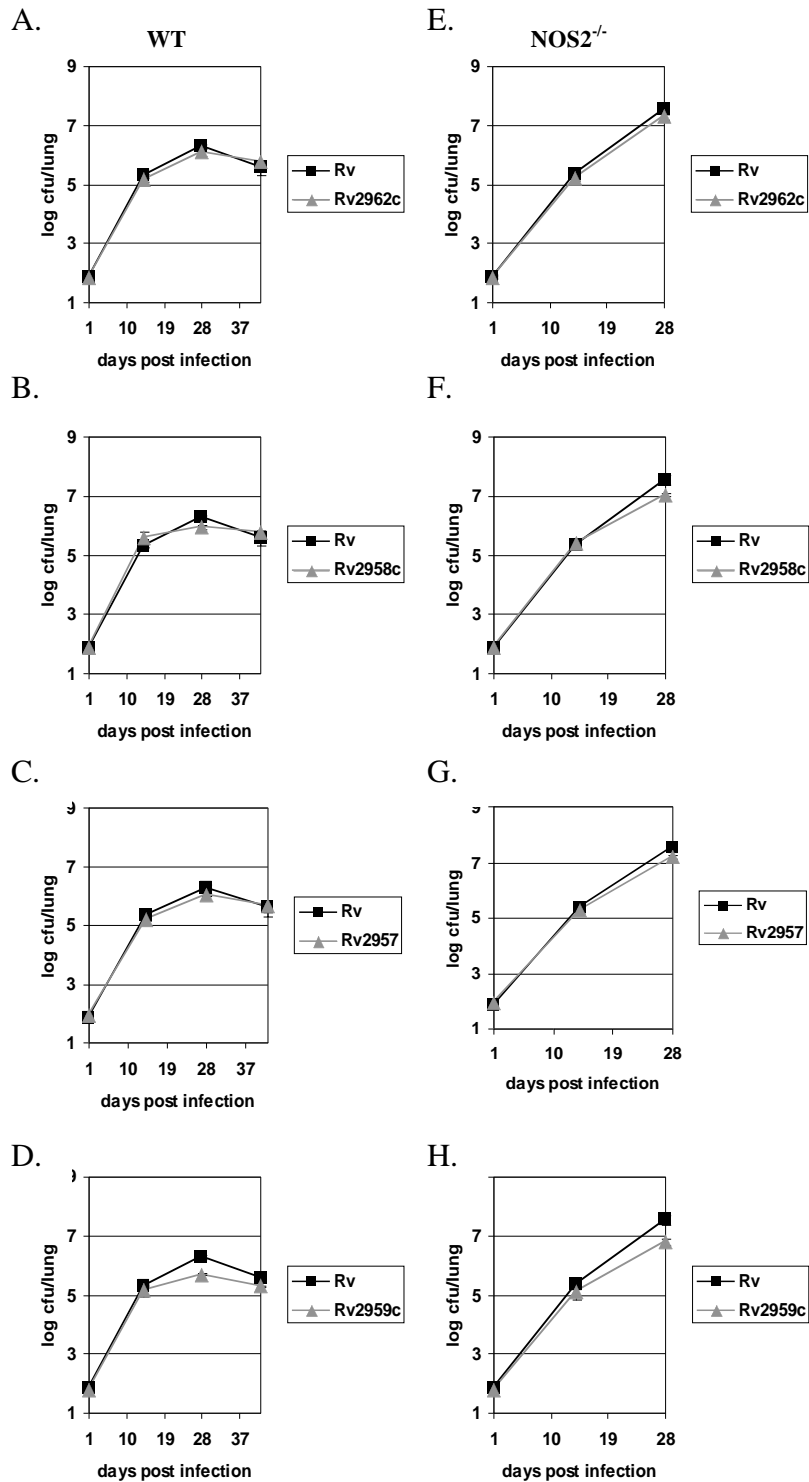 A.
WT
log cfu/lung
9
7
5
3
1
1 10 19 28 37
days post infection
Rv
Rv2962c
E.
NOS2-/-
log cfu/lung
9
7
5
3
1
1 10 19 28
days post infection
Rv
Rv2962c
B.
log cfu/lung
9
7
5
3
1
1 10 19 28 37
days post infection
Rv
Rv2958c
F.
log cfu/lung
9
7
5
3
1
1 10 19 28
days post infection
Rv
Rv2958c
C.
log cfu/lung
9
7
5
3
1
1 10 19 28 37
days post infection
Rv
Rv2957
G.
log cfu/lung
9
7
5
3
1
1 10 19 28
days post infection
Rv
Rv2957
D.
log cfu/lung
9
7
5
3
1
1 10 19 28 37
days post infection
Rv
Rv2959c
H.
log cfu/lung
7
5
3
1
1 10 19 28
days post infection
Rv
Rv2959c